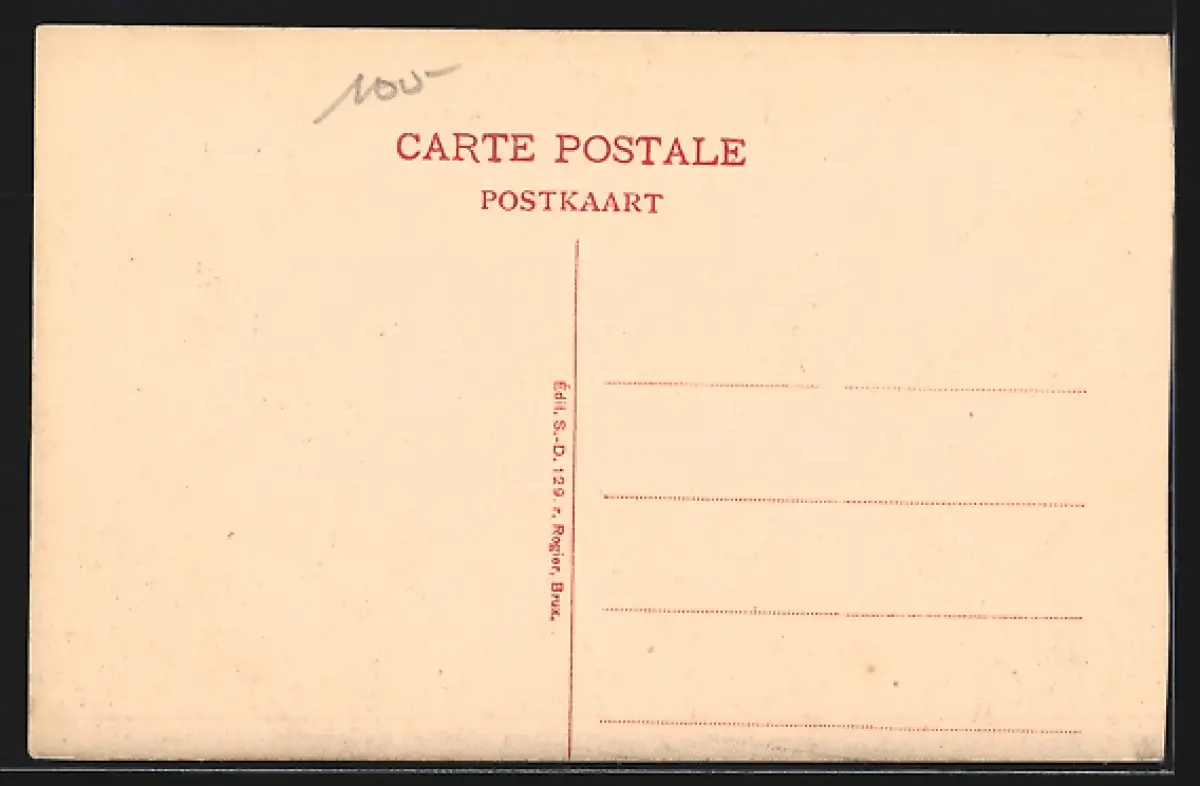 100-
CARTE POSTALE
POSTKAART
Édit. S.-D. 129. r. Rogier, Brux.